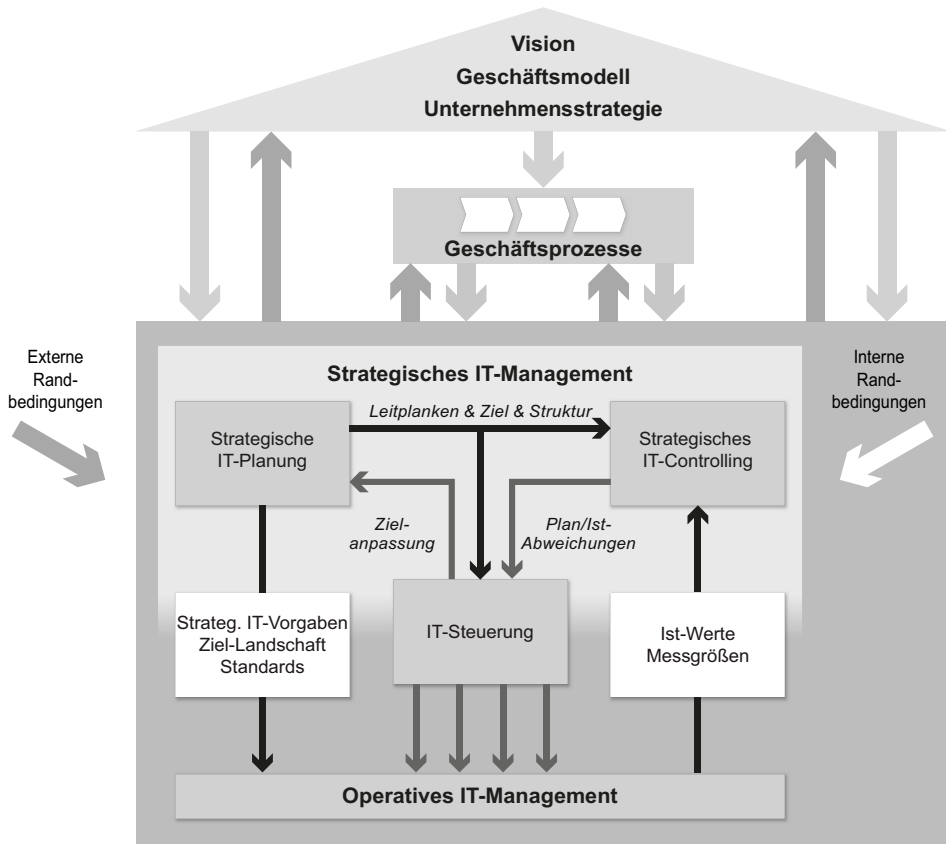 Vision
Geschäftsmodell
Unternehmensstrategie
Geschäftsprozesse
Externe
Rand-
bedingungen
Interne
Rand-
bedingungen
Strategisches IT-Management
Leitplanken & Ziel & Struktur
Strategische
IT-Planung
Strategisches
IT-Controlling
Ziel-
anpassung
Plan/Ist-
Abweichungen
Strateg. IT-Vorgaben
Ziel-Landschaft
Standards
IT-Steuerung
Ist-Werte
Messgrößen
Operatives IT-Management